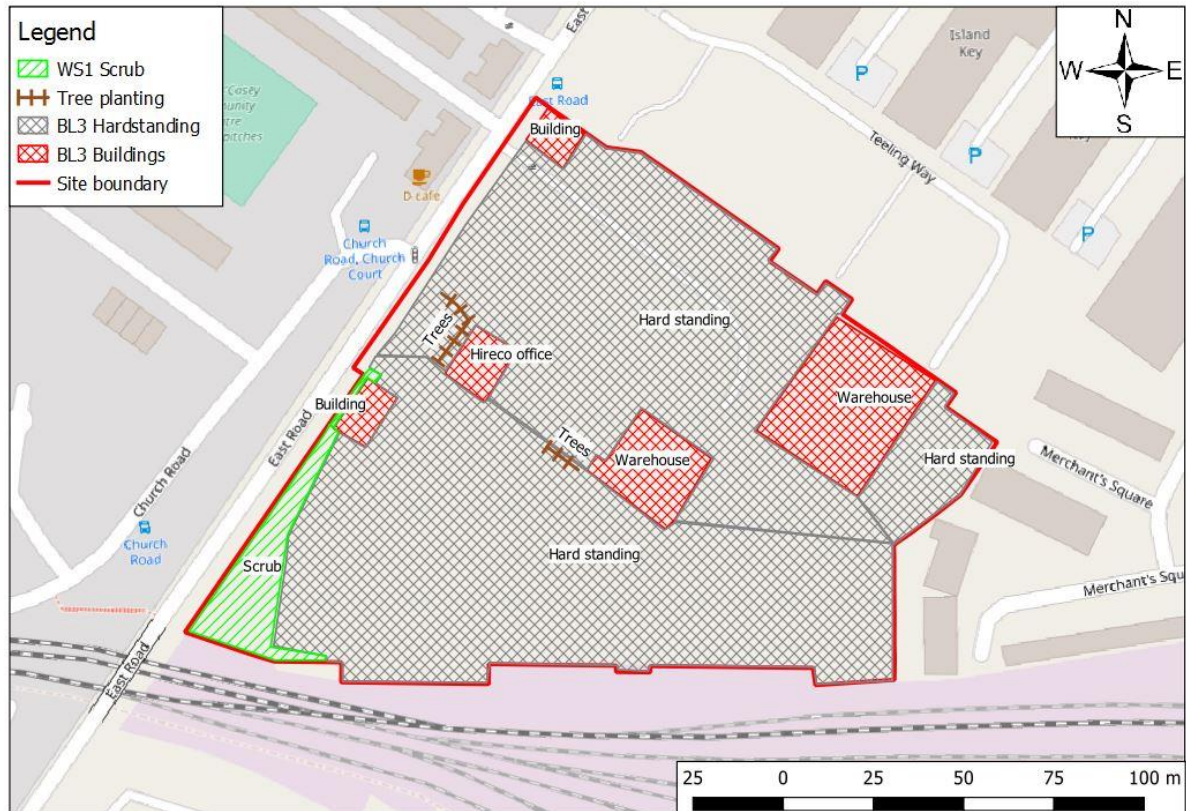 Legend
WS1 Scrub
Tree planting
BL3 Hardstanding
BL3 Buildings
Site boundary
N
W
E
S
East
Island
Key
P
East Road
Casey
Building
Teeling Way
P
D cafe
P
Church
Road, Church
Court
Trees
Hard standing
Hireco office
Building
Warehouse
East Road
Church Road
Trees
Warehouse
Hard standing
Merchant's Square
Church
Road
Scrub
Hard standing
Merchant's Squ
East Road
25
0
25
50
75
100 m